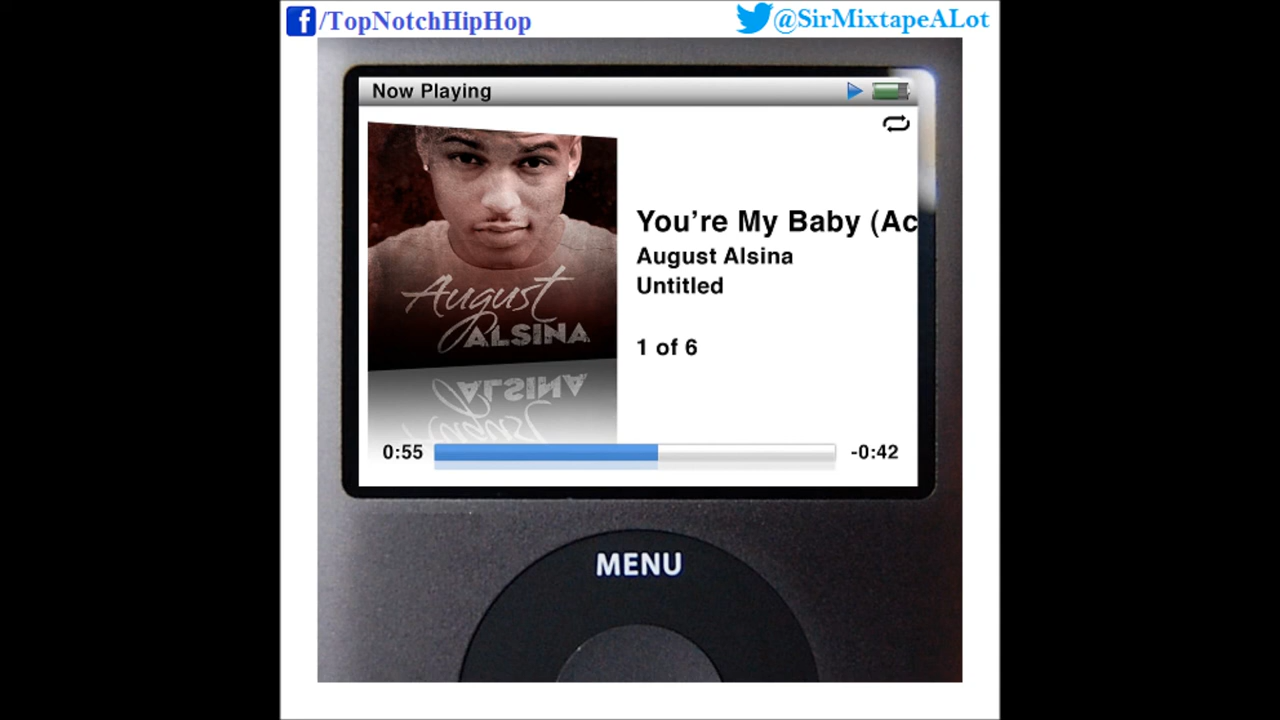 f/TopNotchHipHop
@SirMixtapeALot
Now Playing
You're My Baby (Ac
August Alsina
Untitled
1 of 6
August
ALSINA
0:55
-0:42
MENU